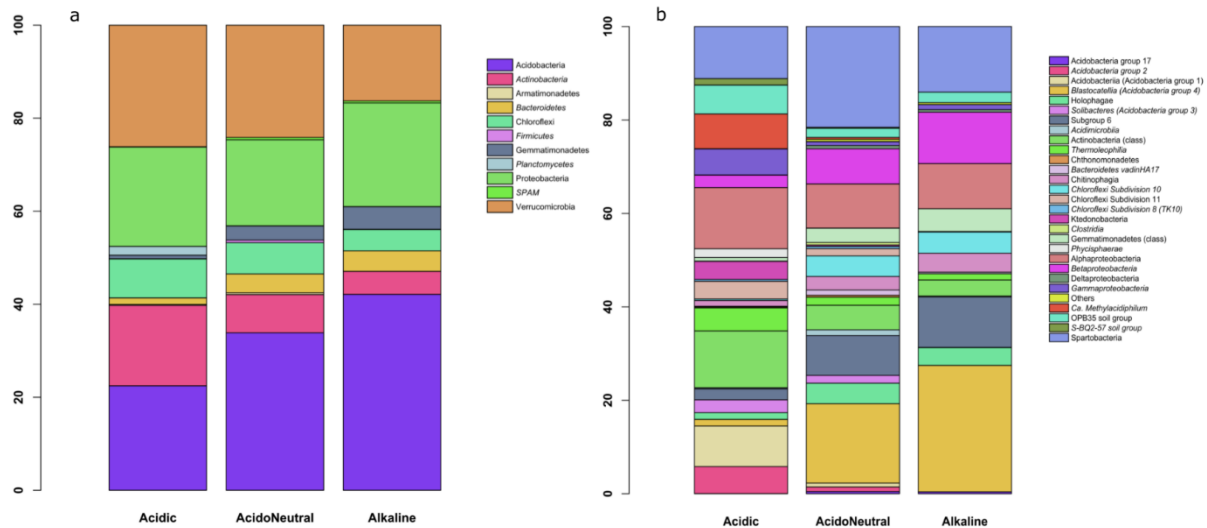 a
100
80
60
40
20
0
Acidic
AcidoNeutral
Alkaline
Acidobacteria
Actinobacteria
Armatimonadetes
Bacteroidetes
Chloroflexi
Firmicutes
Gemmatimonadetes
Planctomycetes
Proteobacteria
SPAM
Verrucomicrobia
b
100
80
60
40
20
0
Acidic
AcidoNeutral
Alkaline
Acidobacteria group 17
Acidobacteria group 2
Acidobacteriia (Acidobacteria group 1)
Blastocatellia (Acidobacteria group 4)
Holophagae
Solibacteres (Acidobacteria group 3)
Subgroup 6
Acidimicrobiia
Actinobacteria (class)
Thermoleophilia
Chthonomonadetes
Bacteroidetes vadinHA17
Chitinophagia
Chloroflexi Subdivision 10
Chloroflexi Subdivision 11
Chloroflexi Subdivision 8 (TK10)
Ktedonobacteria
Clostridia
Gemmatimonadetes (class)
Phycisphaerae
Alphaproteobacteria
Betaproteobacteria
Deltaproteobacteria
Gammaproteobacteria
Others
Ca. Methylacidiphilum
OPB35 soil group
S-BQ2-57 soil group
Spartobacteria